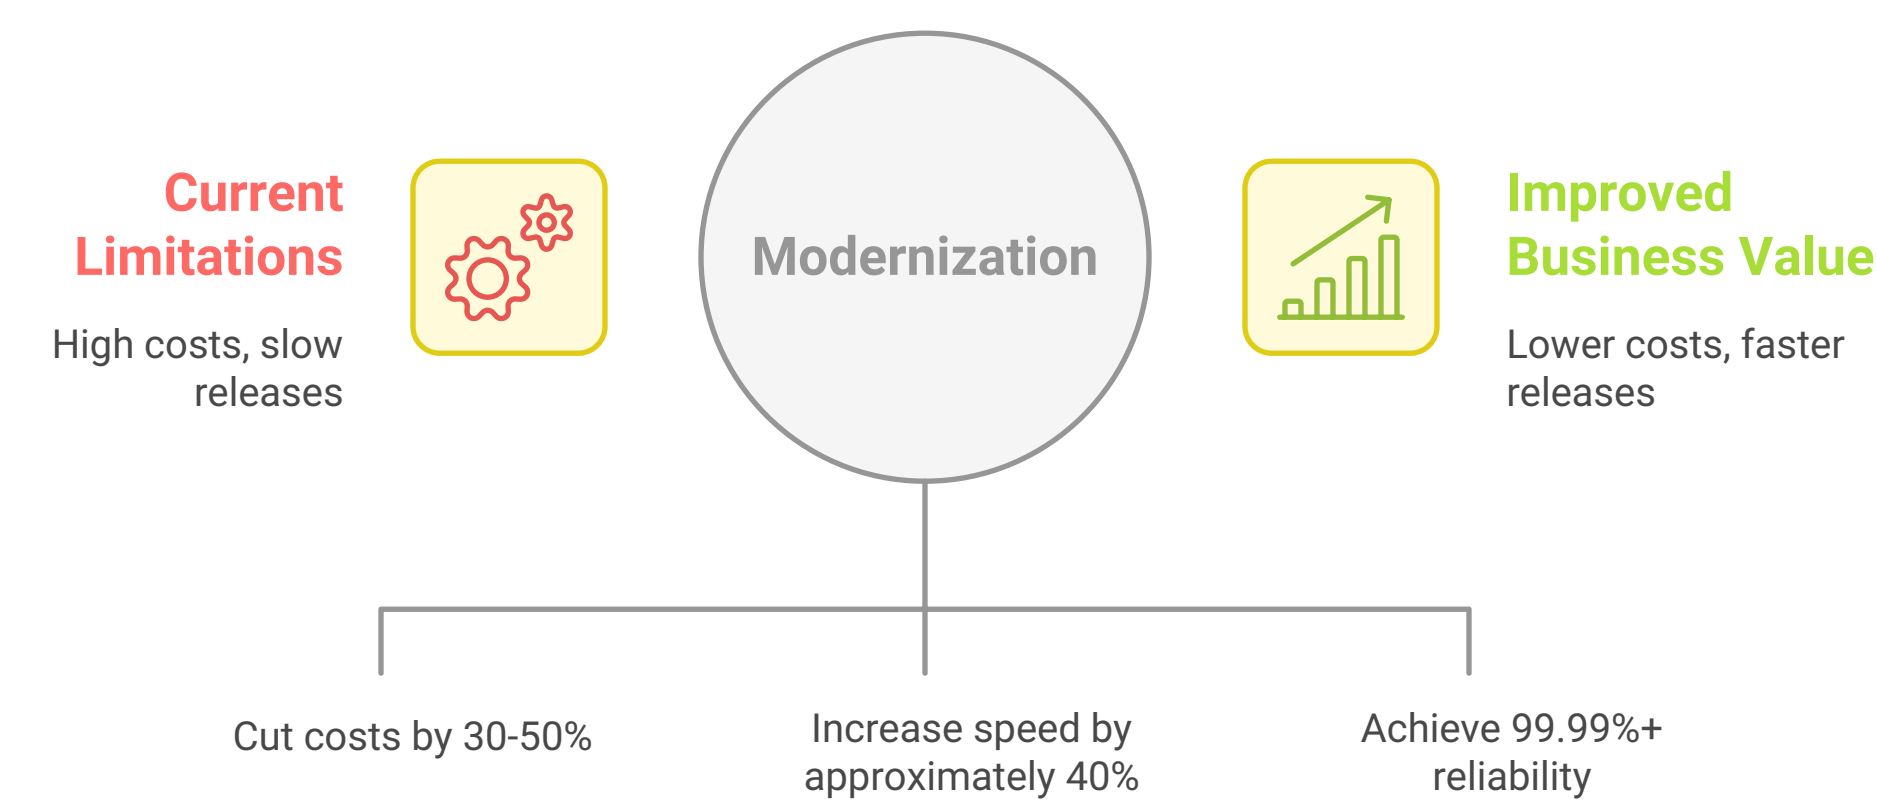 Current
Limitations
High costs, slow
releases
Modernization
Improved
Business Value
Lower costs, faster
releases
Cut costs by 30-50%
Increase speed by
approximately 40%
Achieve 99.99%+
reliability